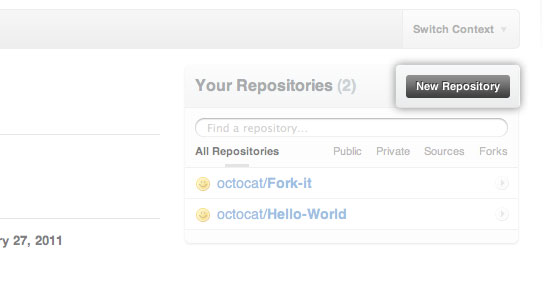 Switch Context
Your Repositories (2)
New Repository
Find a repository...
All Repositories Public Private Sources Forks
octocat/Fork-it
octocat/Hello-World
ry 27, 2011